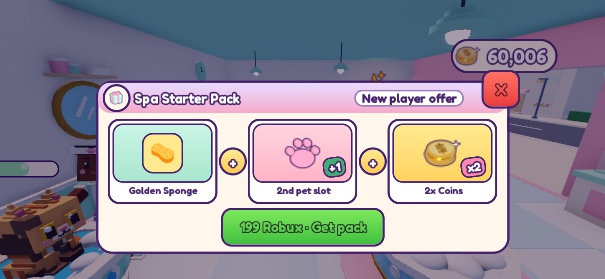 60,006
Spa Starter Pack
New player offer
X
+
+1
+
x2
Golden Sponge
2nd pet slot
2x Coins
199 Robux · Get pack